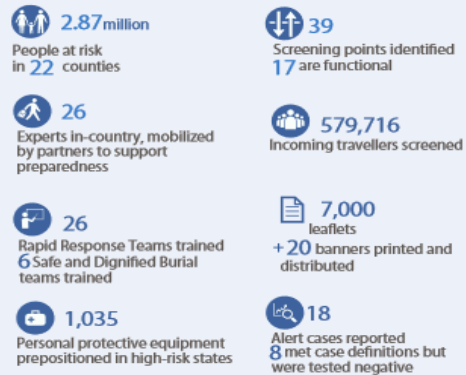 2.87 million
People at risk
in 22 counties
26
Experts in-country, mobilized
by partners to support
preparedness
26
Rapid Response Teams trained
6 Safe and Dignified Burial
teams trained
1,035
Personal protective equipment
prepositioned in high-risk states
39
Screening points identified
17 are functional
579,716
Incoming travellers screened
7,000
leaflets
+20 banners printed and
distributed
18
Alert cases reported
8 met case definitions but
were tested negative